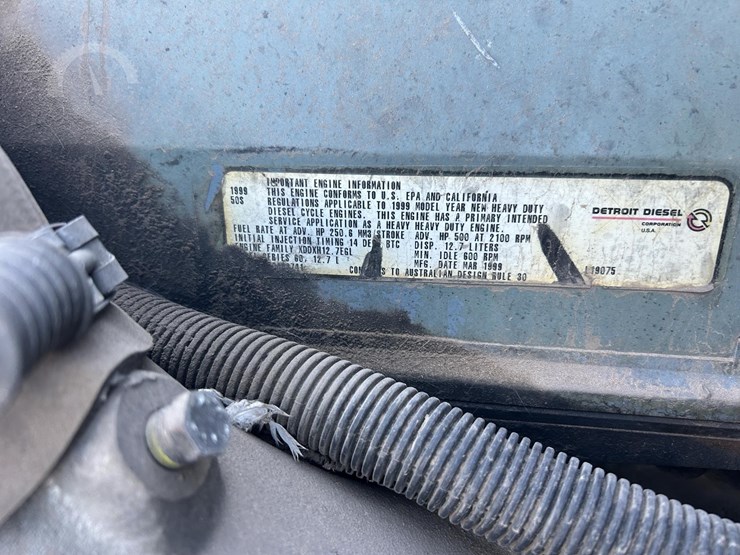 IMPORTANT ENGINE INFORMATION
1999 THIS ENGINE CONFORMS TO U.S. EPA AND CALIFORNIA
50S REGULATIONS APPLICABLE TO 1999 MODEL YEAR NEW HEAVY DUTY
DIESEL CYCLE ENGINES. THIS ENGINE HAS A PRIMARY INTENDED
SERVICE APPLICATION AS A HEAVY HEAVY DUTY ENGINE.
FUEL RATE AT ADV. HP 250.8 MM3 STROKE ADV. HP 500 AT 2100 RPM
INITIAL INJECTION TIMING 14 DEG BTC DISP. 12.7 LITERS
ENGINE FAMILY XDDXH12.7EGL MIN. IDLE 600 RPM
SERIES 60, 12.7 L MFG. DATE MAR 1999
TO AUSTRALIAN DESIGN RULE 30
19075
DETROIT DIESEL
CORPORATION
U.S.A.